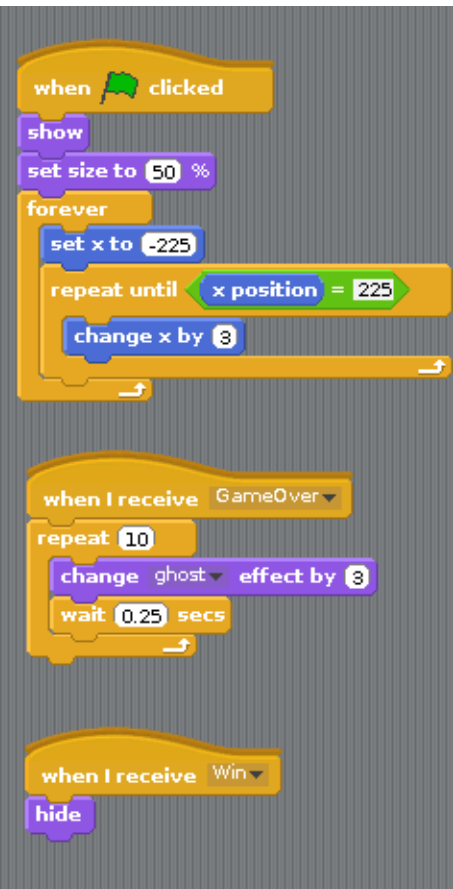 when clicked
show
set size to 50 %
forever
set x to -225
repeat until x position = 225
change x by 3
when I receive GameOver
repeat 10
change ghost effect by 3
wait 0.25 secs
when I receive Win
hide